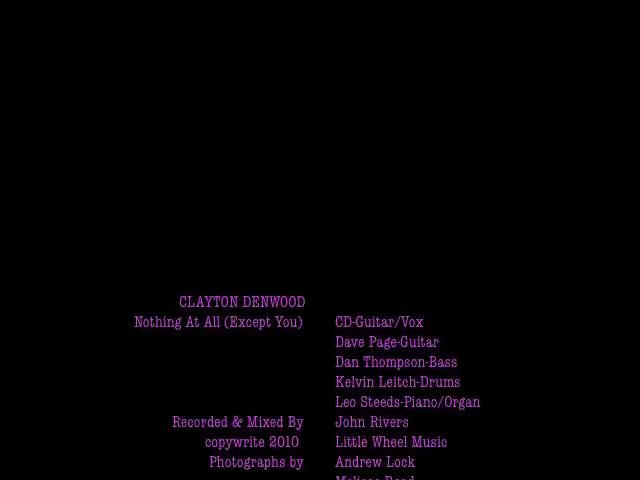 CLAYTON DENWOOD
Nothing At All (Except You) CD-Guitar/Vox
Dave Page-Guitar
Dan Thompson-Bass
Kelvin Leitch-Drums
Leo Steeds-Piano/Organ
Recorded & Mixed By John Rivers
copywrite 2010 Little Wheel Music
Photographs by Andrew Lock